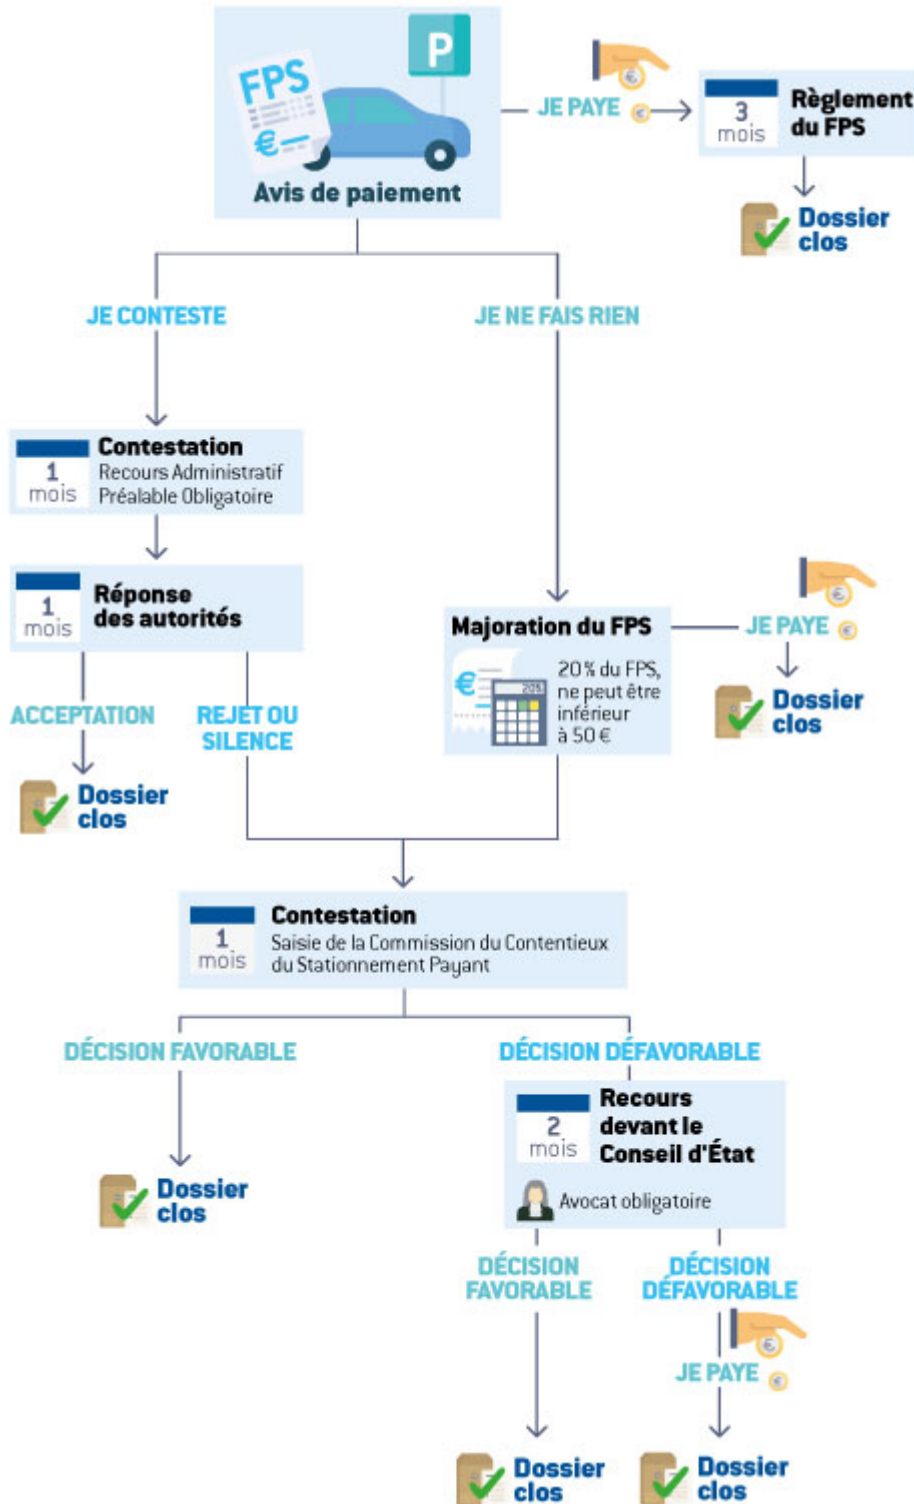 FPS
€
P
Avis de paiement
JE PAYE
€
€
3
mois
Règlement
du FPS
Dossier
clos
JE CONTESTE
JE NE FAIS RIEN
1
mois
Contestation
Recours Administratif
Préalable Obligatoire
1
mois
Réponse
des autorités
ACCEPTATION
REJET OU
SILENCE
Dossier
clos
Majoration du FPS
€
20%
20% du FPS,
ne peut être
inférieur
à 50 €
JE PAYE
€
€
Dossier
clos
1
mois
Contestation
Saisie de la Commission du Contentieux
du Stationnement Payant
DÉCISION FAVORABLE
DÉCISION DÉFAVORABLE
Dossier
clos
2
mois
Recours
devant le
Conseil d'État
Avocat obligatoire
DÉCISION
FAVORABLE
DÉCISION
DÉFAVORABLE
€
JE PAYE
€
Dossier
clos
Dossier
clos